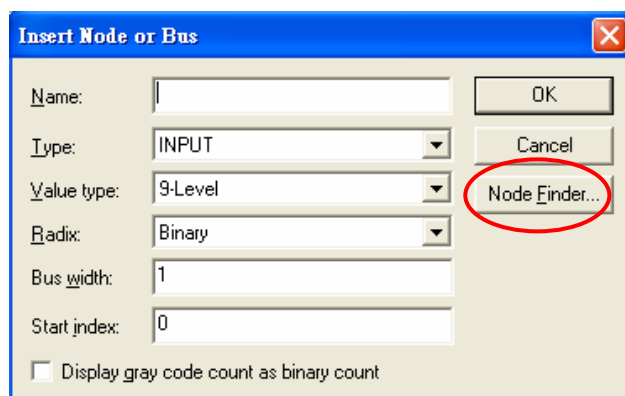 Insert Node or Bus
Name:
OK
Type: INPUT
Cancel
Value type: 9-Level
Node Finder...
Radix: Binary
Bus width: 1
Start index: 0
Display gray code count as binary count